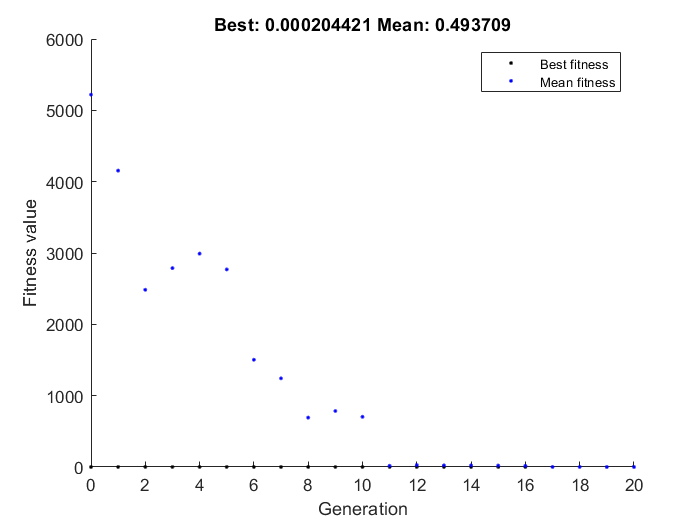 Best: 0.000204421 Mean: 0.493709
Best fitness
Mean fitness
6000
5000
4000
3000
2000
1000
0
Fitness value
0 2 4 6 8 10 12 14 16 18 20
Generation